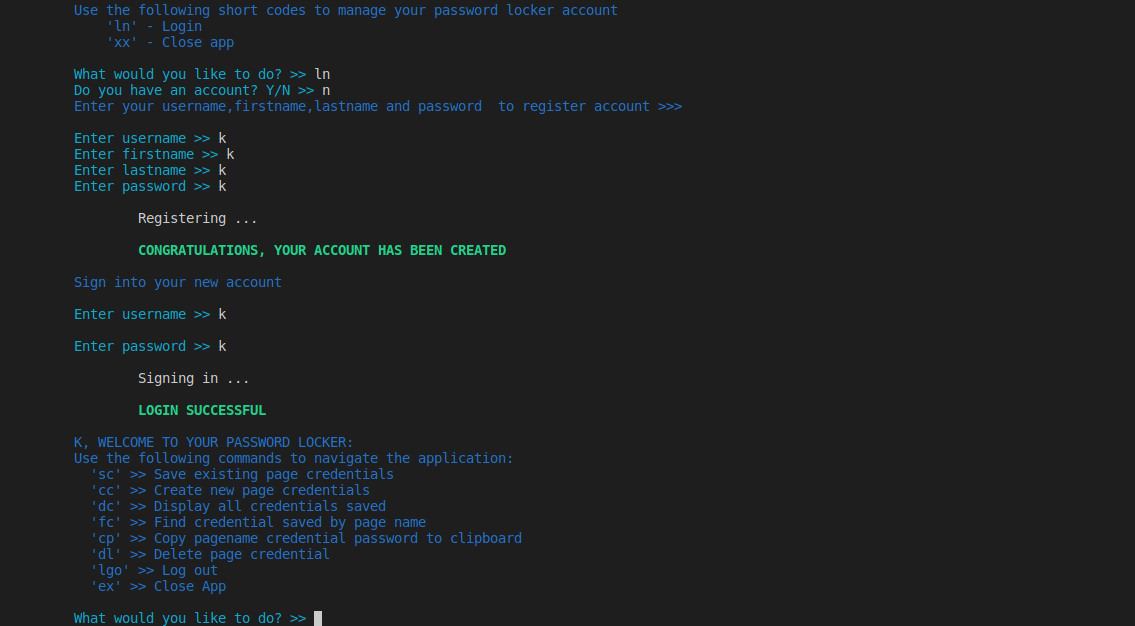 Use the following short codes to manage your password locker account
'ln' - Login
'xx' - Close app
What would you like to do? >> ln
Do you have an account? Y/N >> n
Enter your username,firstname,lastname and password  to register account >>>
Enter username >> k
Enter firstname >> k
Enter lastname >> k
Enter password >> k
Registering ...
CONGRATULATIONS, YOUR ACCOUNT HAS BEEN CREATED
Sign into your new account
Enter username >> k
Enter password >> k
Signing in ...
LOGIN SUCCESSFUL
K, WELCOME TO YOUR PASSWORD LOCKER:
Use the following commands to navigate the application:
'sc' >> Save existing page credentials
'cc' >> Create new page credentials
'dc' >> Display all credentials saved
'fc' >> Find credential saved by page name
'cp' >> Copy pagename credential password to clipboard
'dl' >> Delete page credential
'lgo' >> Log out
'ex' >> Close App
What would you like to do? >>